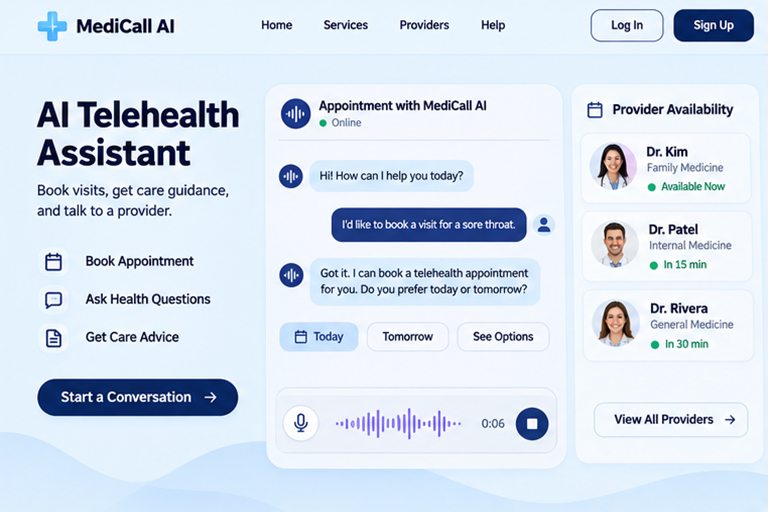 MediCall AI
Home
Services
Providers
Help
Log In
Sign Up
AI Telehealth
Assistant
Book visits, get care guidance,
and talk to a provider.
Book Appointment
Ask Health Questions
Get Care Advice
Start a Conversation
Appointment with MediCall AI
Online
Hi! How can I help you today?
I'd like to book a visit for a sore throat.
Got it. I can book a telehealth appointment
for you. Do you prefer today or tomorrow?
Today
Tomorrow
See Options
0:06
Provider Availability
Dr. Kim
Family Medicine
Available Now
Dr. Patel
Internal Medicine
In 15 min
Dr. Rivera
General Medicine
In 30 min
View All Providers